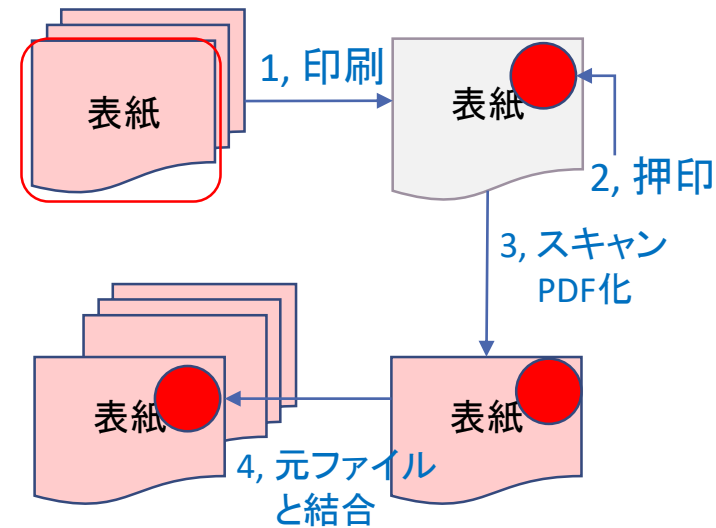 表紙
1, 印刷
表紙
2, 押印
3, スキャン
PDF化
表紙
表紙
4, 元ファイル
と結合